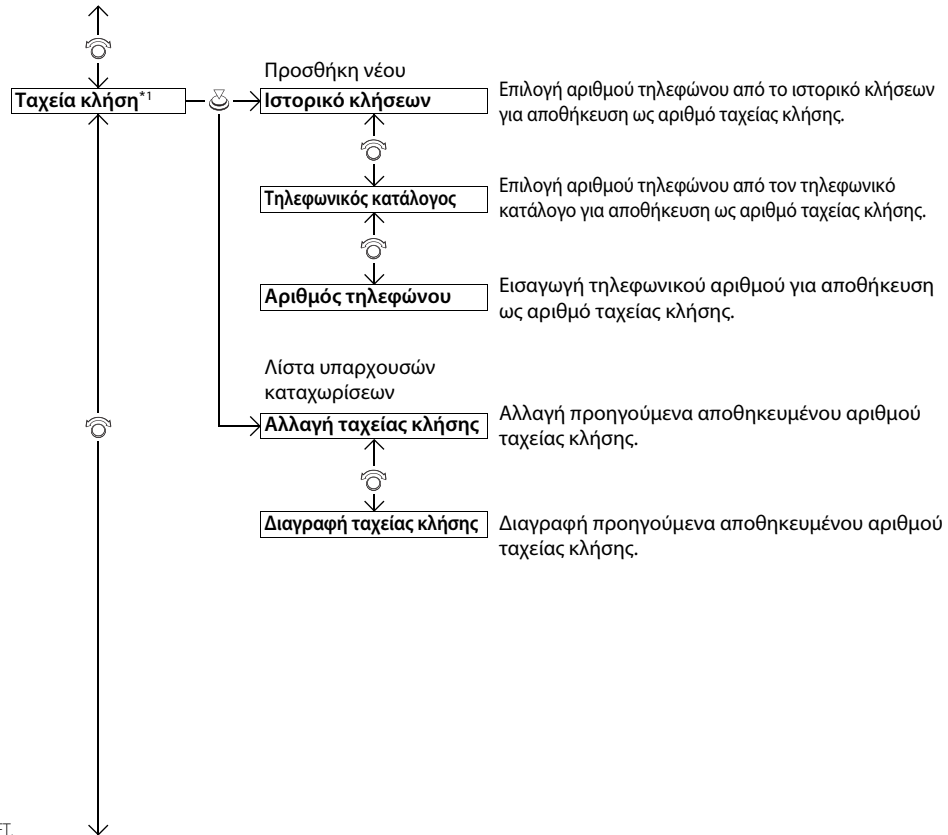 Προσθήκη νέου
Ταχεία κλήση*1
Ιστορικό κλήσεων
Επιλογή αριθμού τηλεφώνου από το ιστορικό κλήσεων
για αποθήκευση ως αριθμό ταχείας κλήσης.
Τηλεφωνικός κατάλογος
Επιλογή αριθμού τηλεφώνου από τον τηλεφωνικό
κατάλογο για αποθήκευση ως αριθμό ταχείας κλήσης.
Αριθμός τηλεφώνου
Εισαγωγή τηλεφωνικού αριθμού για αποθήκευση
ως αριθμό ταχείας κλήσης.
Λίστα υπαρχουσών
καταχωρίσεων
Αλλαγή ταχείας κλήσης
Αλλαγή προηγούμενα αποθηκευμένου αριθμού
ταχείας κλήσης.
Διαγραφή ταχείας κλήσης
Διαγραφή προηγούμενα αποθηκευμένου αριθμού
ταχείας κλήσης.
FT.